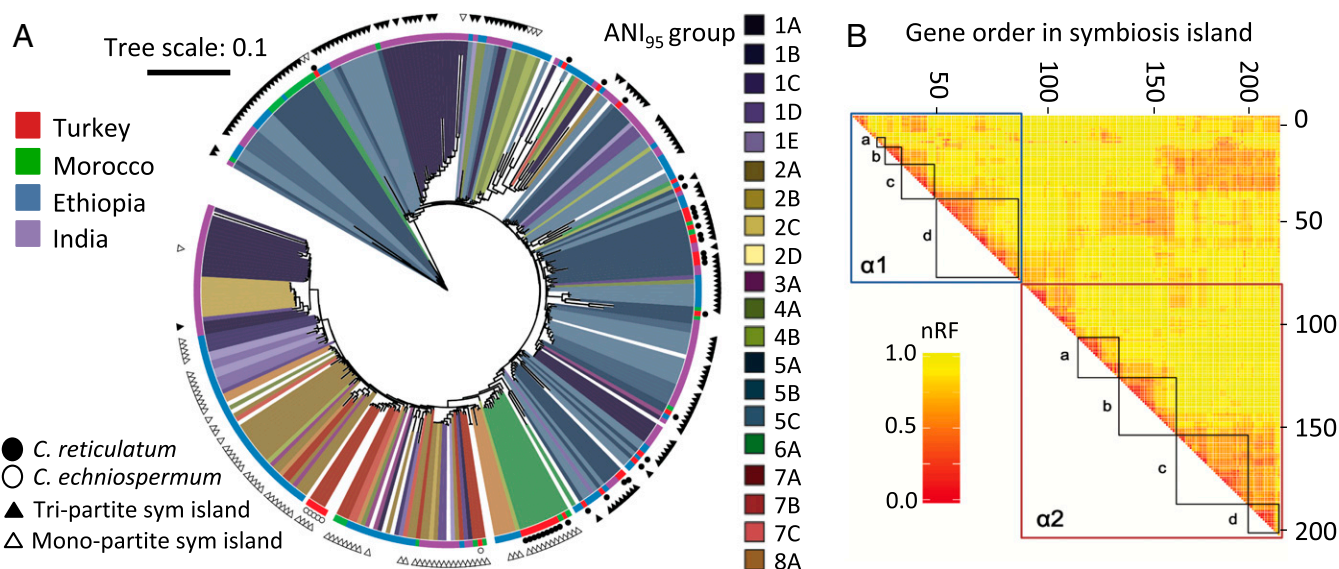 A
Tree scale: 0.1
Turkey
Morocco
Ethiopia
India
C. reticulatum
C. echniospermum
Tri-partite sym island
Mono-partite sym island
ANI95 group
1A
1B
1C
1D
1E
2A
2B
2C
2D
3A
4A
4B
5A
5B
5C
6A
7A
7B
7C
8A
B
Gene order in symbiosis island
50
100
150
200
0
50
100
150
200
a
b
c
d
α1
nRF
1.0
0.5
0.0
a
b
c
d
α2